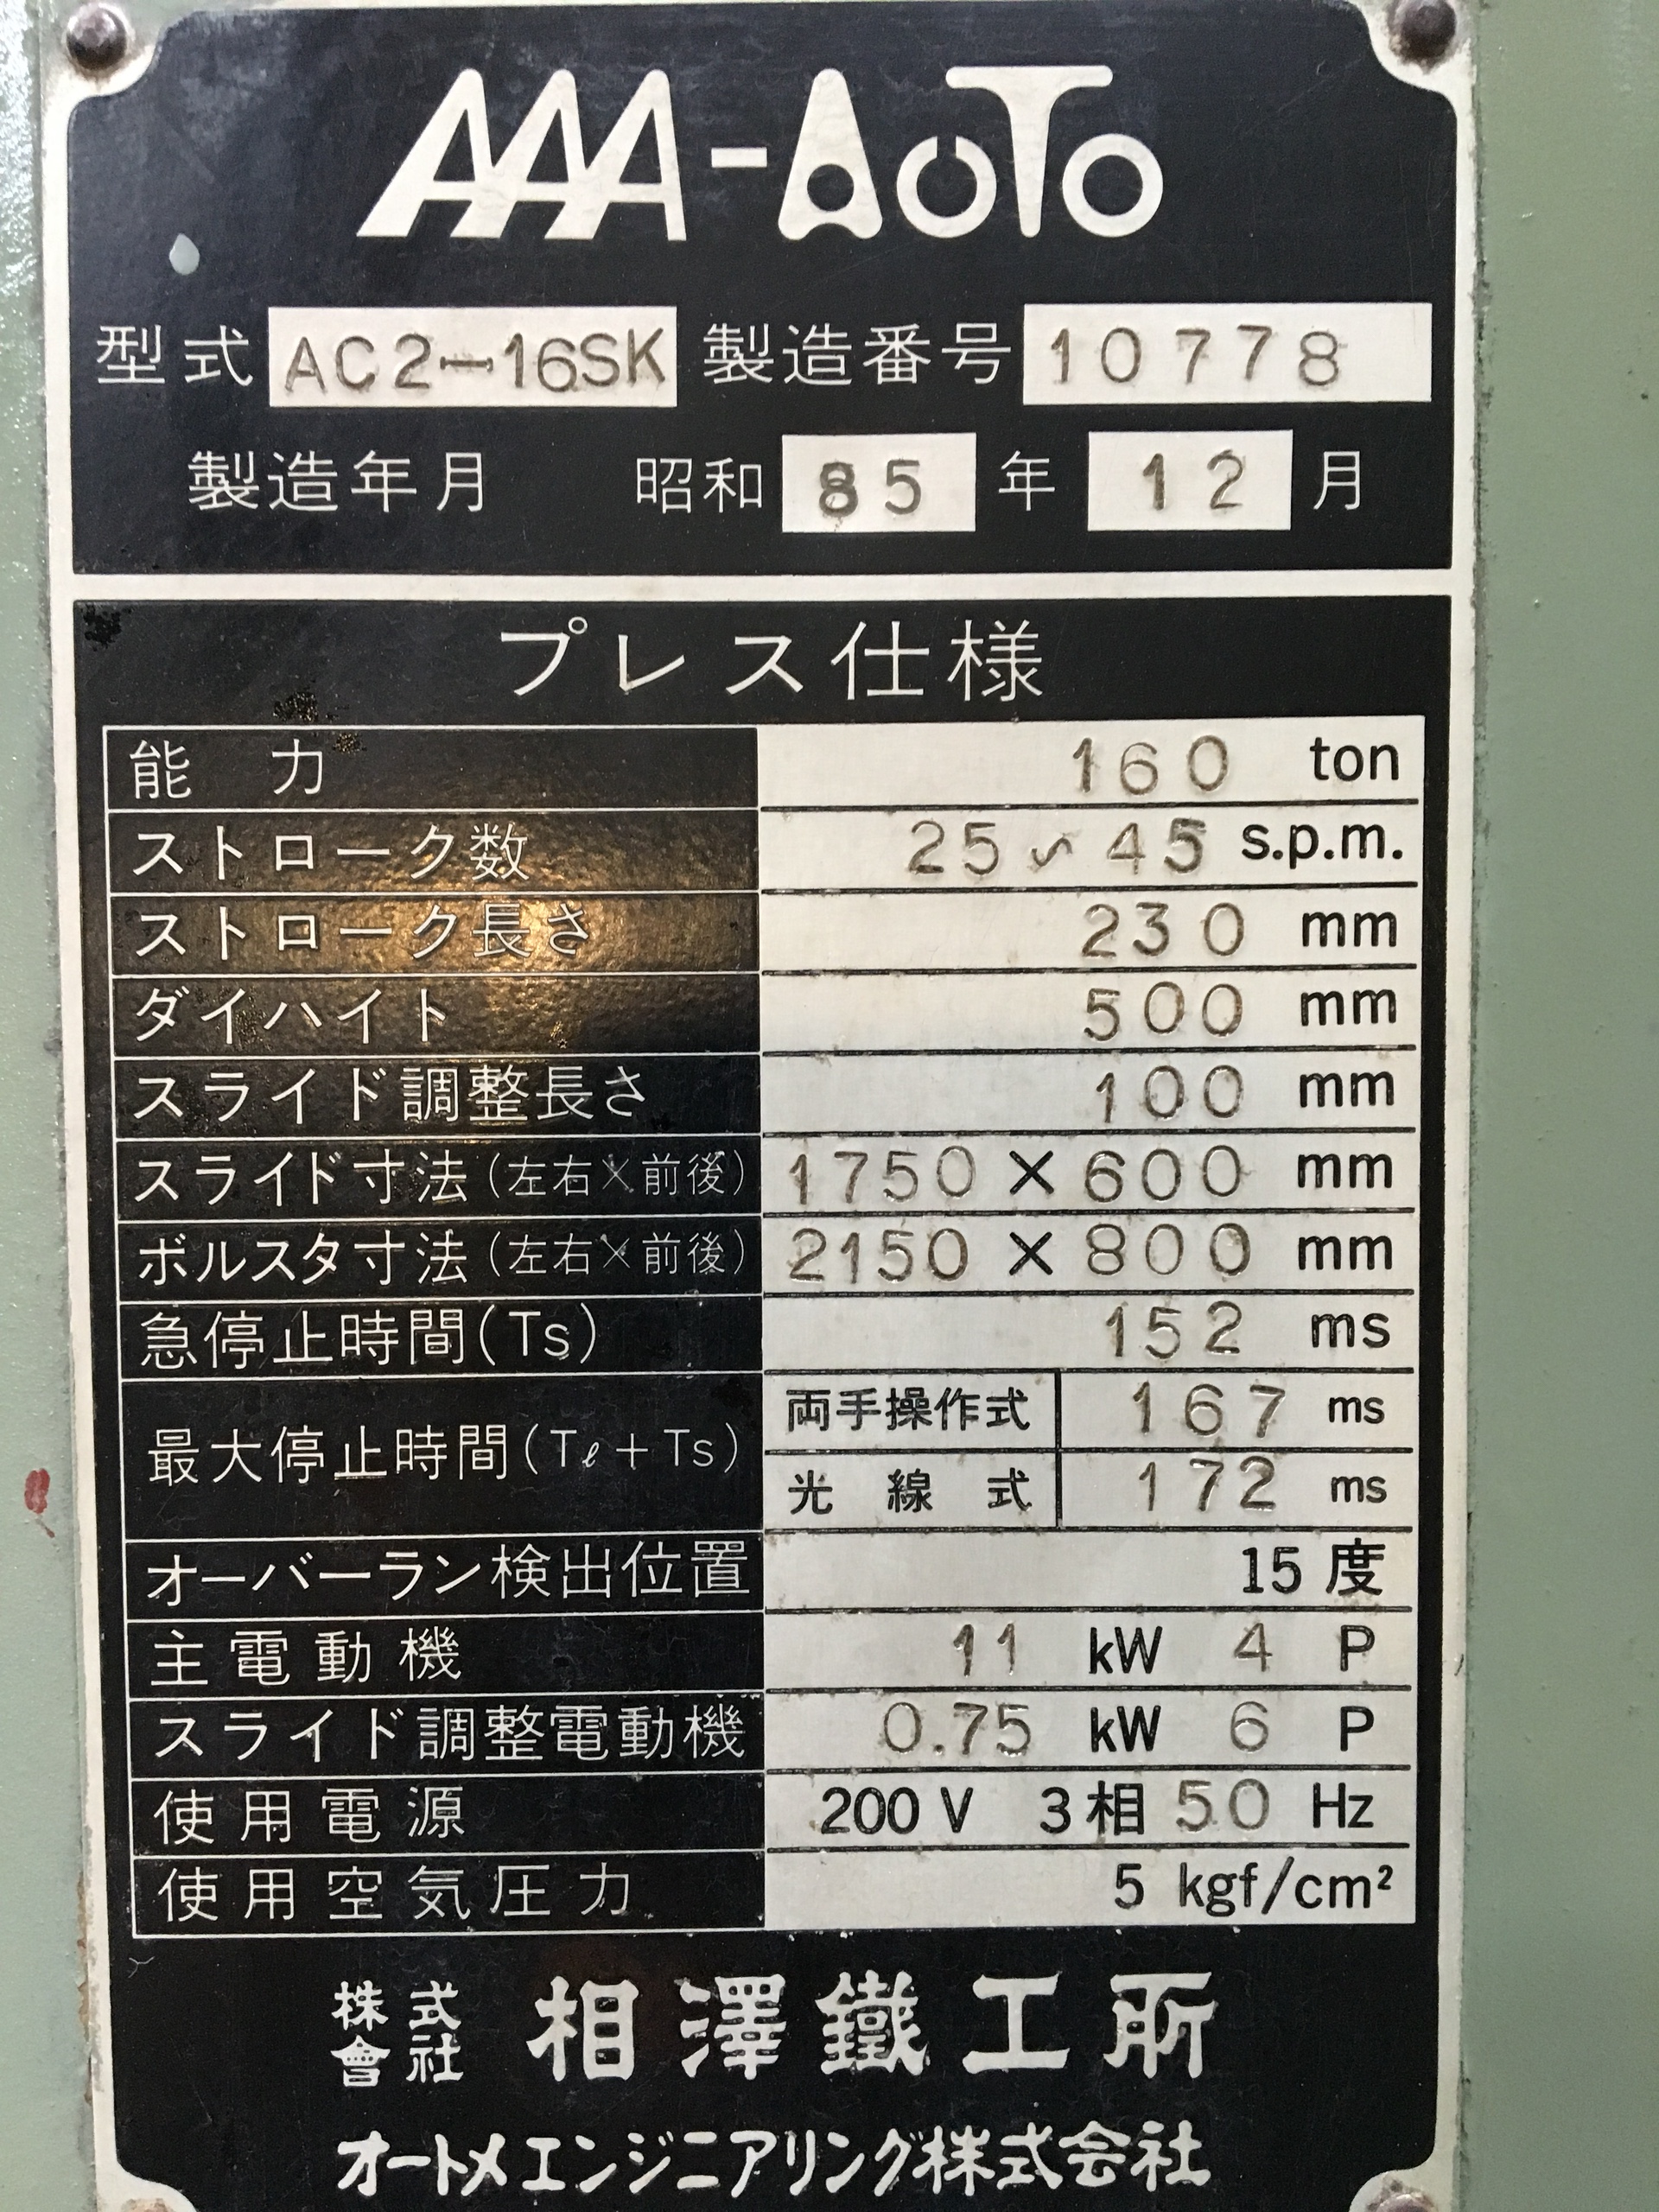 AAA-AUTO
型式 AC2-16SK 製造番号 10778
製造年月 昭和 85 年 12 月
プレス仕様
能力 160 ton
ストローク数 25～45 s.p.m.
ストローク長さ 230 mm
ダイハイト 500 mm
スライド調整長さ 100 mm
スライド寸法(左右×前後) 1750×600 mm
ボルスタ寸法(左右×前後) 2150×800 mm
急停止時間(Ts) 152 ms
最大停止時間(Tℓ+Ts) 両手操作式 167 ms
光線式 172 ms
オーバーラン検出位置 15度
主電動機 11 kW 4 P
スライド調整電動機 0.75 kW 6 P
使用電源 200 V 3相 50 Hz
使用空気圧力 5 kgf/cm²
株式會社 相澤鐵工所
オートメエンジニアリング株式会社